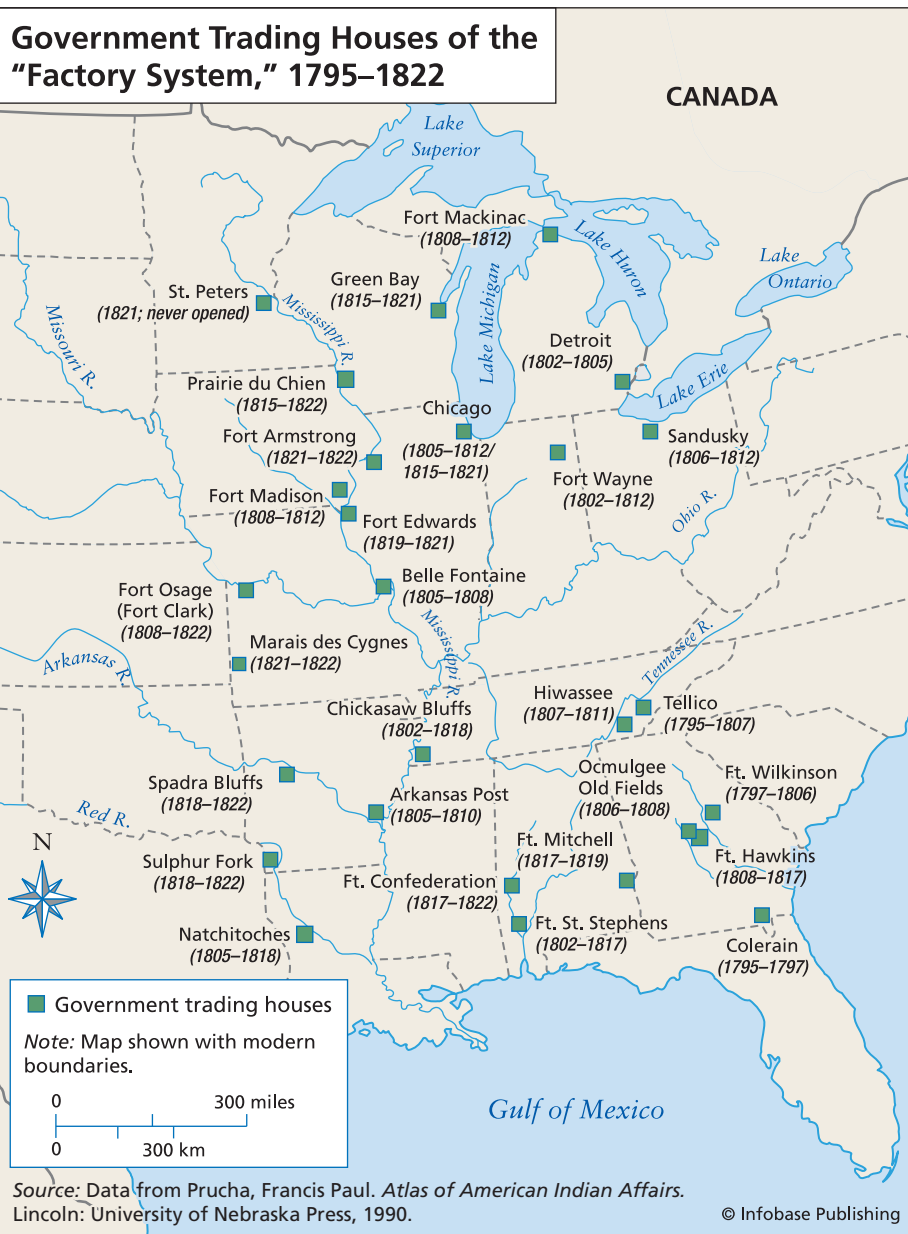 Government Trading Houses of the
“Factory System,” 1795–1822
CANADA
Lake
Superior
Fort Mackinac
(1808–1812)
Lake Huron
Lake
Ontario
Green Bay
(1815–1821)
Lake Michigan
St. Peters
(1821; never opened)
Mississippi R.
Missouri R.
Detroit
(1802–1805)
Lake Erie
Prairie du Chien
(1815–1822)
Chicago
(1805–1812/
1815–1821)
Fort Armstrong
(1821–1822)
Sandusky
(1806–1812)
Fort Wayne
(1802–1812)
Fort Madison
(1808–1812)
Fort Edwards
(1819–1821)
Ohio R.
Belle Fontaine
(1805–1808)
Fort Osage
(Fort Clark)
(1808–1822)
Mississippi R.
Marais des Cygnes
(1821–1822)
Arkansas R.
Tennessee R.
Hiwassee
(1807–1811)
Tellico
(1795–1807)
Chickasaw Bluffs
(1802–1818)
Spadra Bluffs
(1818–1822)
Arkansas Post
(1805–1810)
Ocmulgee
Old Fields
(1806–1808)
Ft. Wilkinson
(1797–1806)
Red R.
N
Ft. Mitchell
(1817–1819)
Ft. Hawkins
(1808–1817)
Sulphur Fork
(1818–1822)
Ft. Confederation
(1817–1822)
Natchitoches
(1805–1818)
Ft. St. Stephens
(1802–1817)
Colerain
(1795–1797)
Government trading houses
Note: Map shown with modern
boundaries.
0 300 miles
0 300 km
Gulf of Mexico
Source: Data from Prucha, Francis Paul. Atlas of American Indian Affairs.
Lincoln: University of Nebraska Press, 1990.
© Infobase Publishing